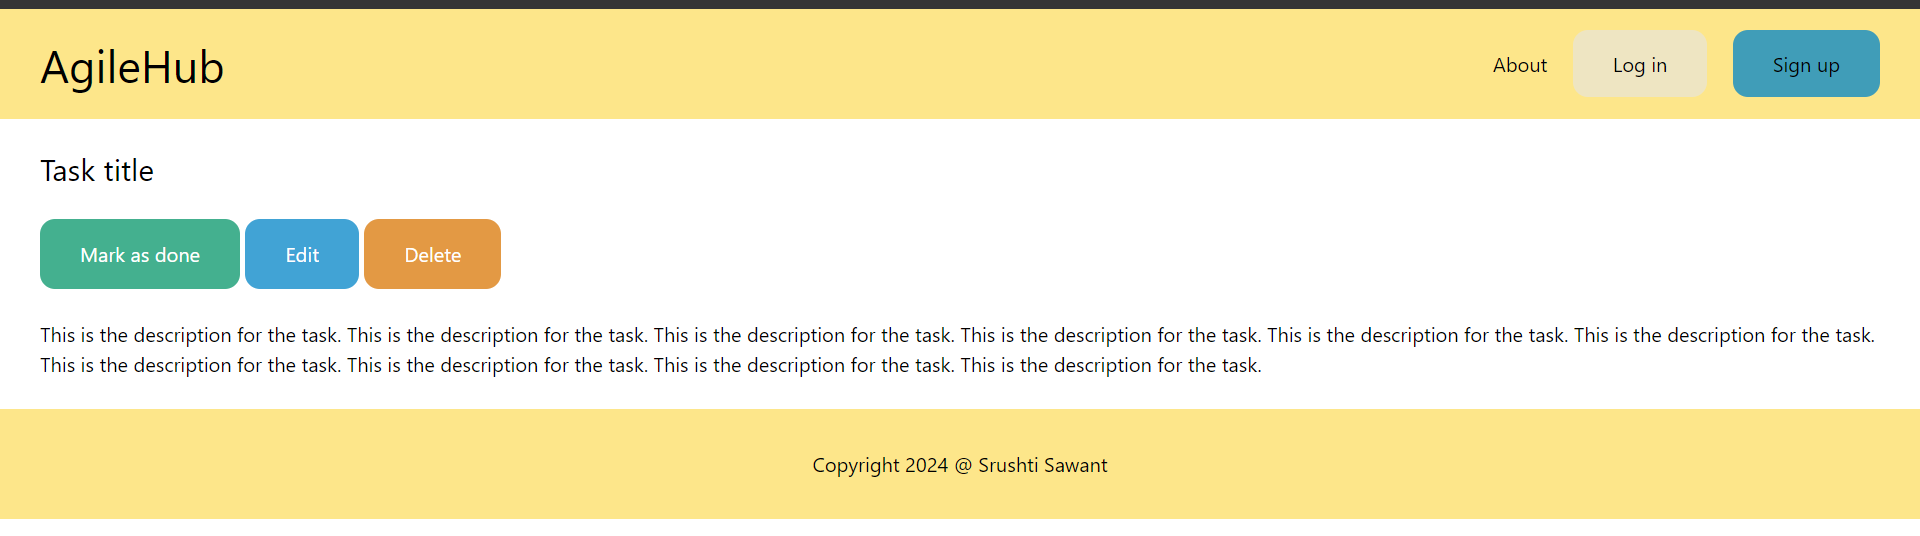 AgileHub
About
Log in
Sign up
Task title
Mark as done
Edit
Delete
This is the description for the task. This is the description for the task. This is the description for the task. This is the description for the task. This is the description for the task. This is the description for the task.
This is the description for the task. This is the description for the task. This is the description for the task. This is the description for the task.
Copyright 2024 @ Srushti Sawant